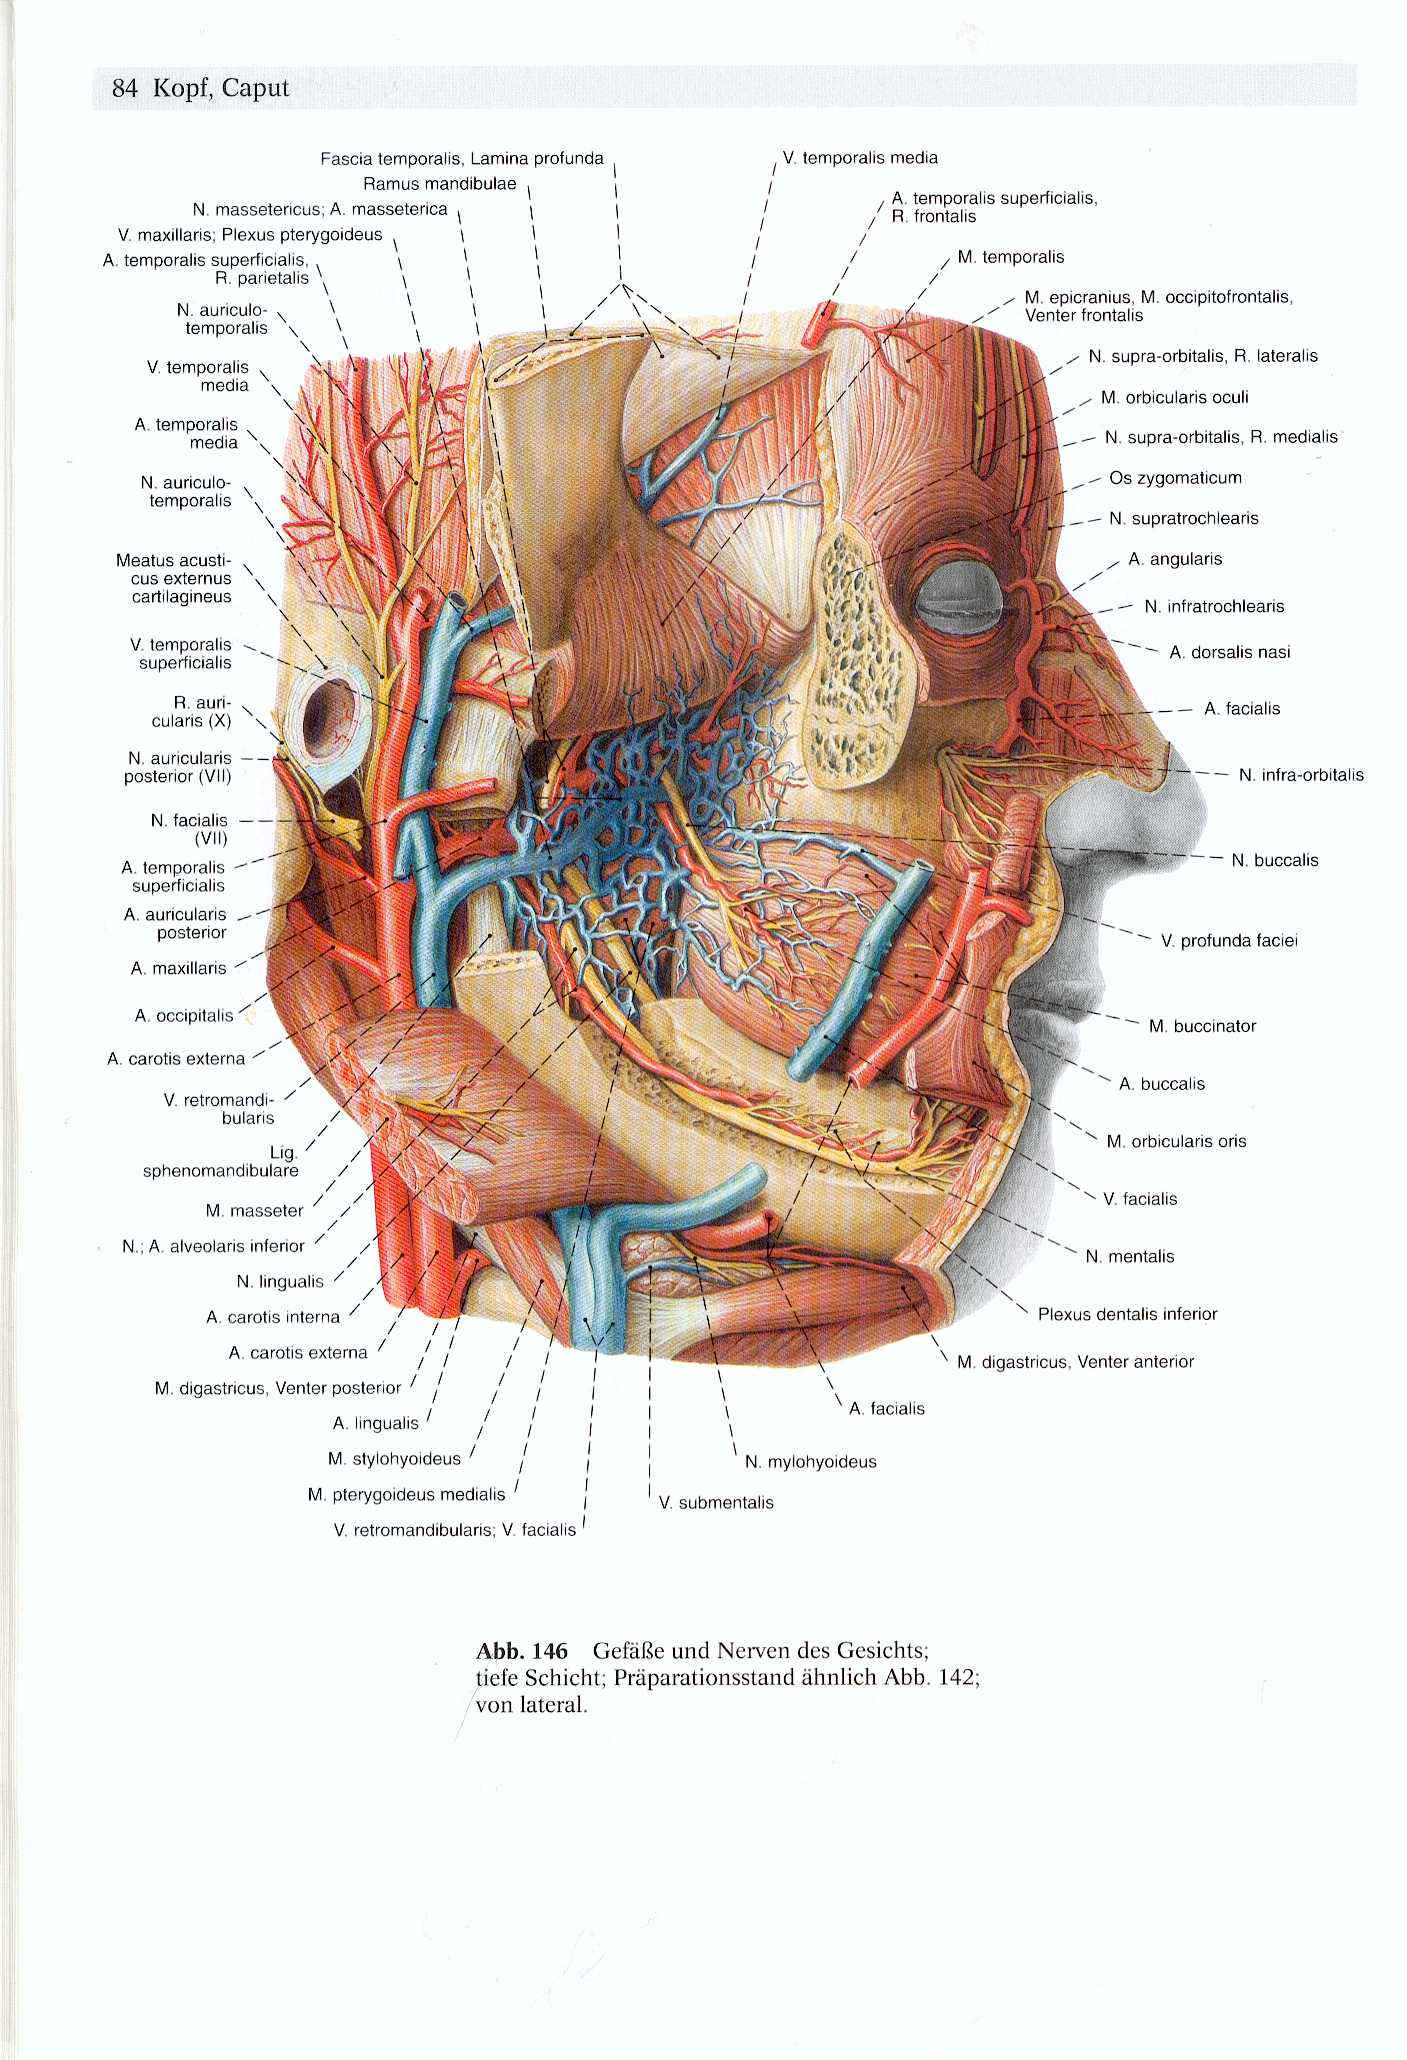 84 Kopf, Caput
Fascia temporalis, Lamina profunda
Ramus mandibulae
N. massetericus; A. masseterica
V. maxillaris; Plexus pterygoideus
A. temporalis superficialis,
R. parietalis
N. auriculo-
temporalis
V. temporalis
media
A. temporalis
media
N. auriculo-
temporalis
Meatus acusti-
cus externus
cartilagineus
V. temporalis
superficialis
R. auri-
cularis (X)
N. auricularis
posterior (VII)
N. facialis
(VII)
A. temporalis
superficialis
A. auricularis
posterior
A. maxillaris
A. occipitalis
A. carotis externa
V. retromandi-
bularis
Lig.
sphenomandibulare
M. masseter
N.; A. alveolaris inferior
N. lingualis
A. carotis interna
A. carotis externa
M. digastricus, Venter posterior
A. lingualis
M. stylohyoideus
M. pterygoideus medialis
V. retromandibularis; V. facialis
V. temporalis media
A. temporalis superficialis,
R. frontalis
M. temporalis
M. epicranius, M. occipitofrontalis,
Venter frontalis
N. supra-orbitalis, R. lateralis
M. orbicularis oculi
N. supra-orbitalis, R. medialis
Os zygomaticum
N. supratrochlearis
A. angularis
N. infratrochlearis
A. dorsalis nasi
A. facialis
N. infra-orbitalis
N. buccalis
V. profunda faciei
M. buccinator
A. buccalis
M. orbicularis oris
V. facialis
N. mentalis
Plexus dentalis inferior
M. digastricus, Venter anterior
A. facialis
N. mylohyoideus
V. submentalis
Abb. 146 Gefäße und Nerven des Gesichts;
tiefe Schicht; Präparationsstand ähnlich Abb. 142;
von lateral.